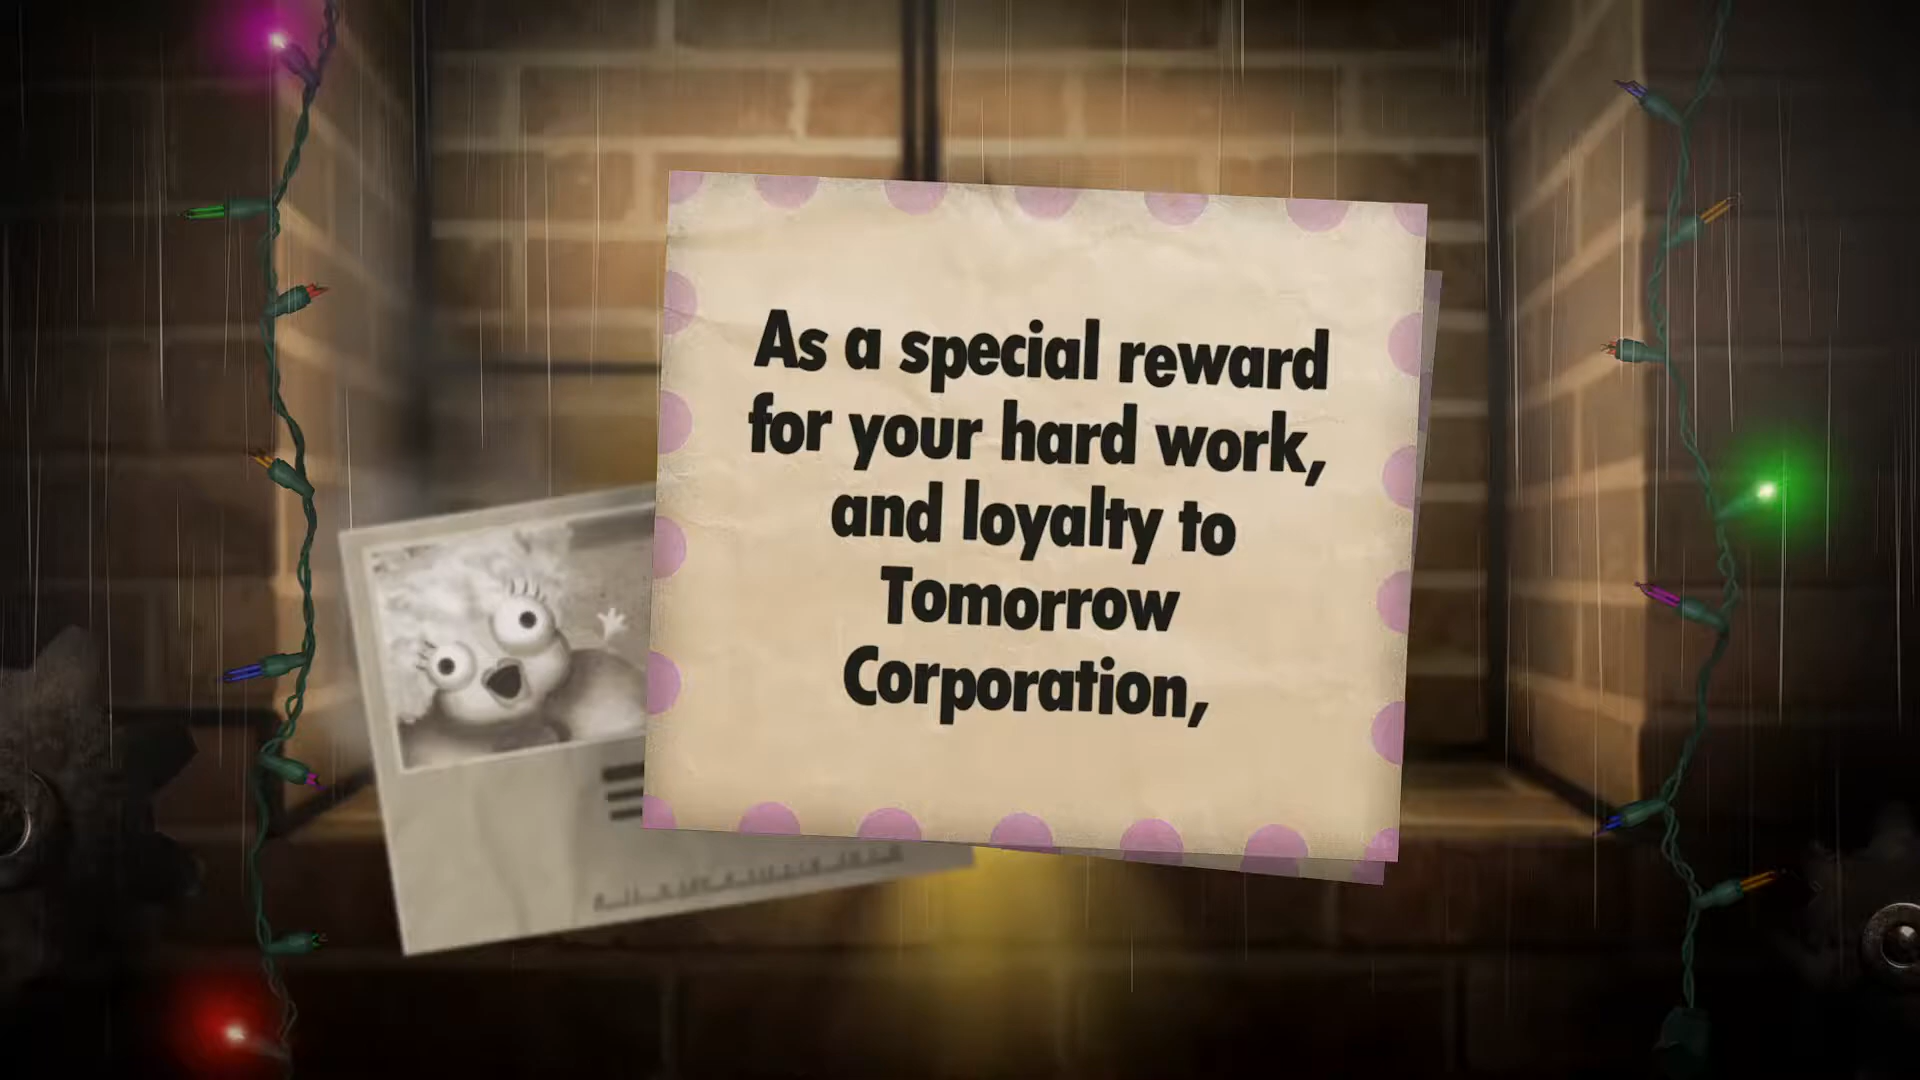 As a special reward
for your hard work,
and loyalty to
Tomorrow
Corporation,